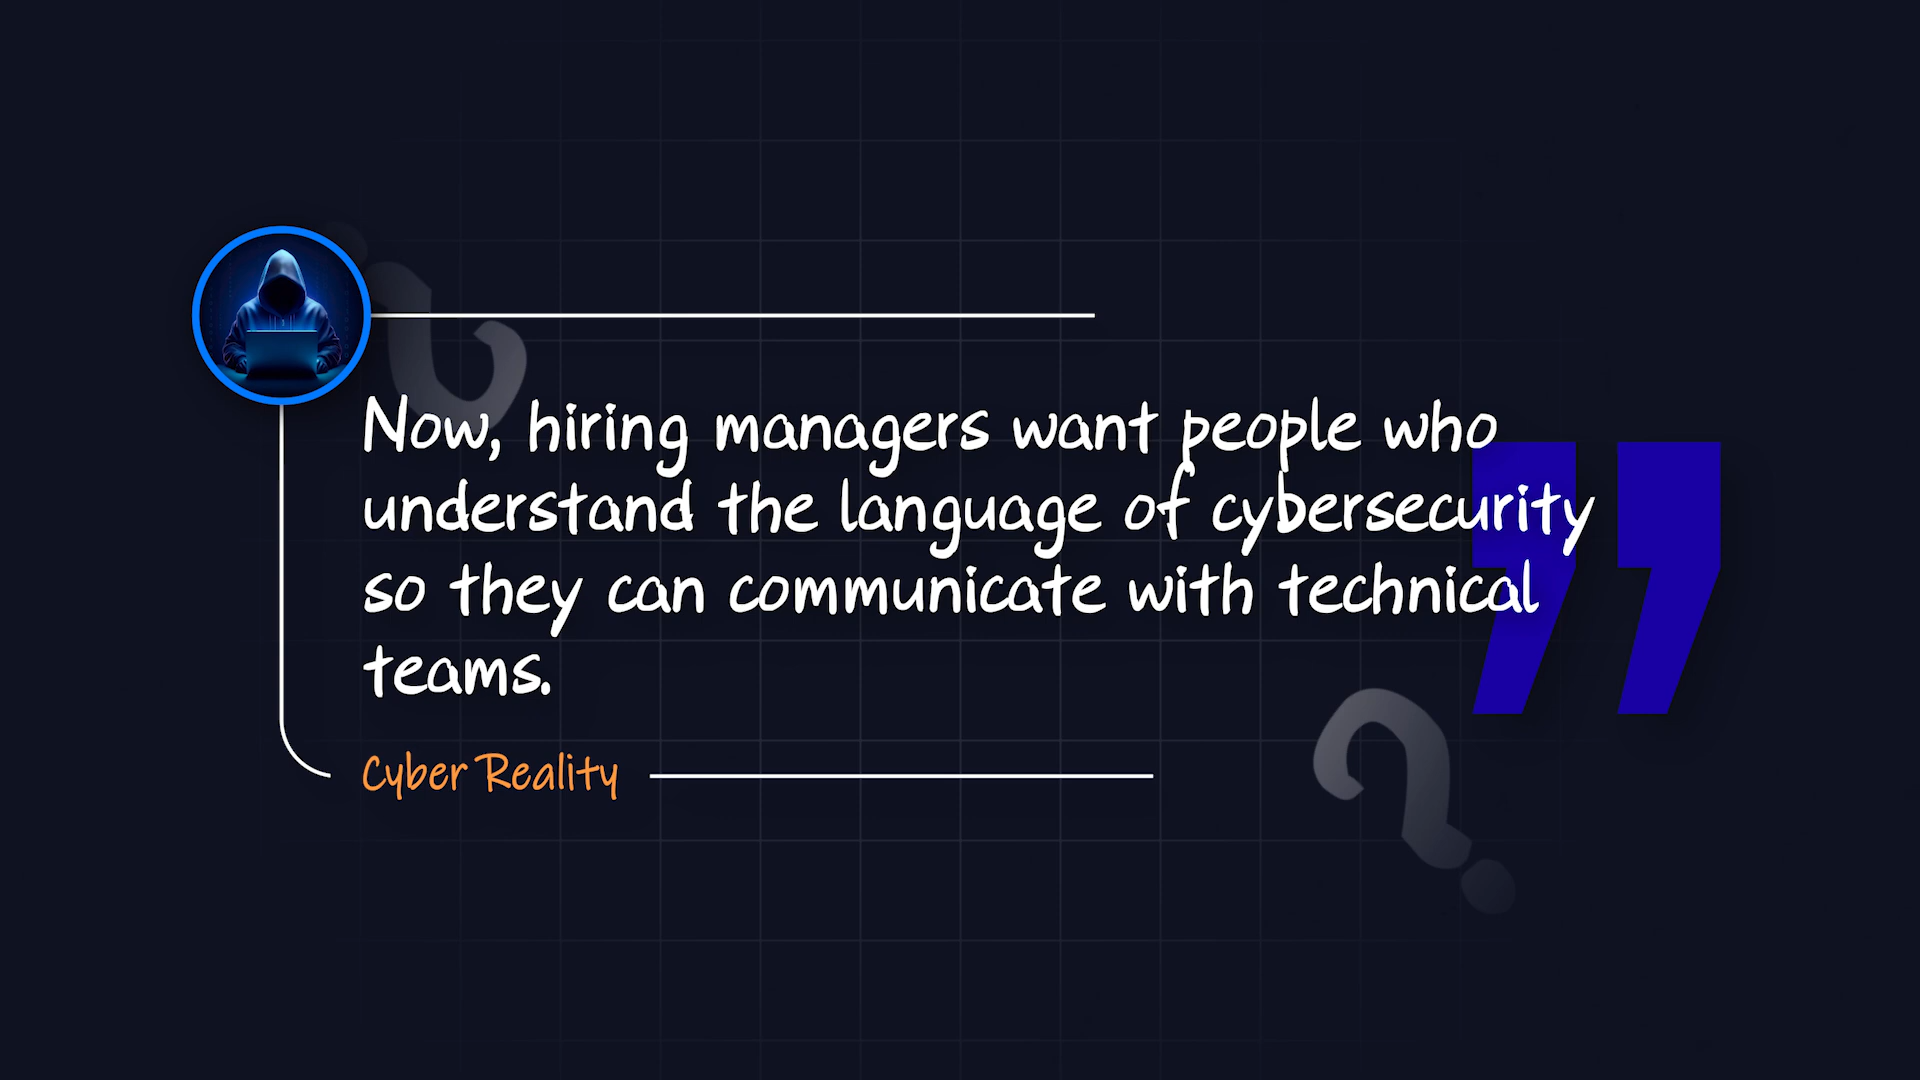 Now, hiring managers want people who
understand the language of cybersecurity
so they can communicate with technical
teams.
Cyber Reality